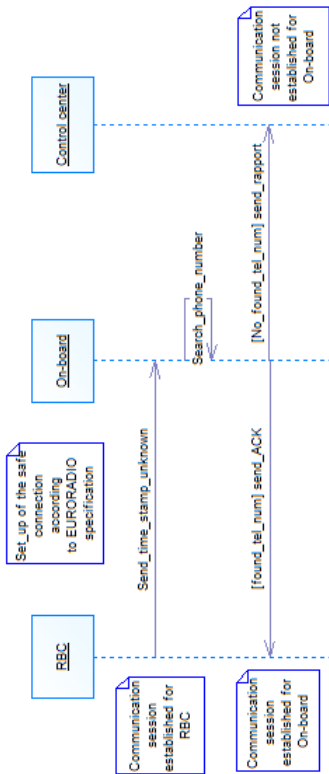 Set_up of the safe
connection
according
to EURORADIO
specification
RBC
On-board
Control center
Communication
session
established for
RBC
Send_time_stamp_unknown
Search_phone_number
Communication
session
established for
On-board
[found_tel_num] send_ACK
[No_found_tel_num] send_rapport
Communication
session not
established for
On-board